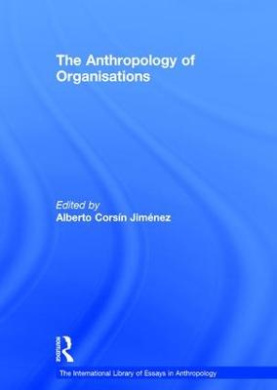 The Anthropology of
Organisations
Edited by
Alberto Corsín Jiménez
ROUTLEDGE
The International Library of Essays in Anthropology